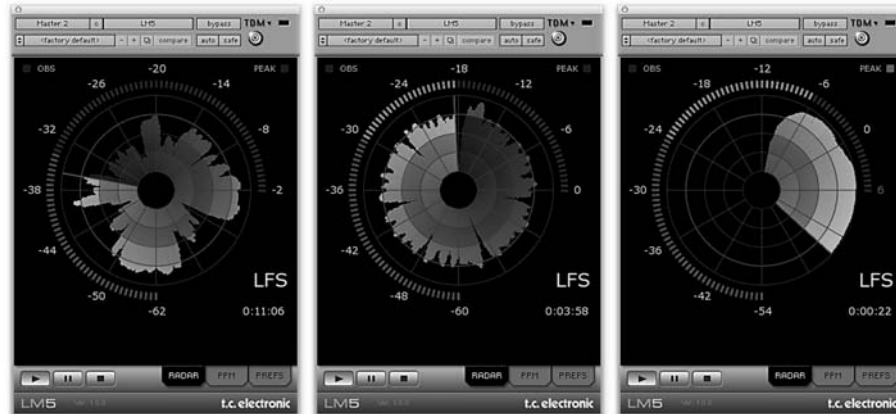 Master 2 c LM5 bypass TDM
<factory default> - + compare auto safe
OBS PEAK
-20
-26 -14
-32 -8
-38 -2
-44
-50
-62
LFS
0:11:06
RADAR PPM PREFS
LM5 t.c. electronic
Master 2 c LM5 bypass TDM
<factory default> - + compare auto safe
OBS PEAK
-18
-24 -12
-30 -6
-36 0
-42
-48
-60
LFS
0:03:58
RADAR PPM PREFS
LM5 t.c. electronic
Master 2 c LM5 bypass TDM
<factory default> - + compare auto safe
OBS PEAK
-12
-18 -6
-24 0
-30 6
-36
-42
-54
LFS
0:00:22
RADAR PPM PREFS
LM5 t.c. electronic